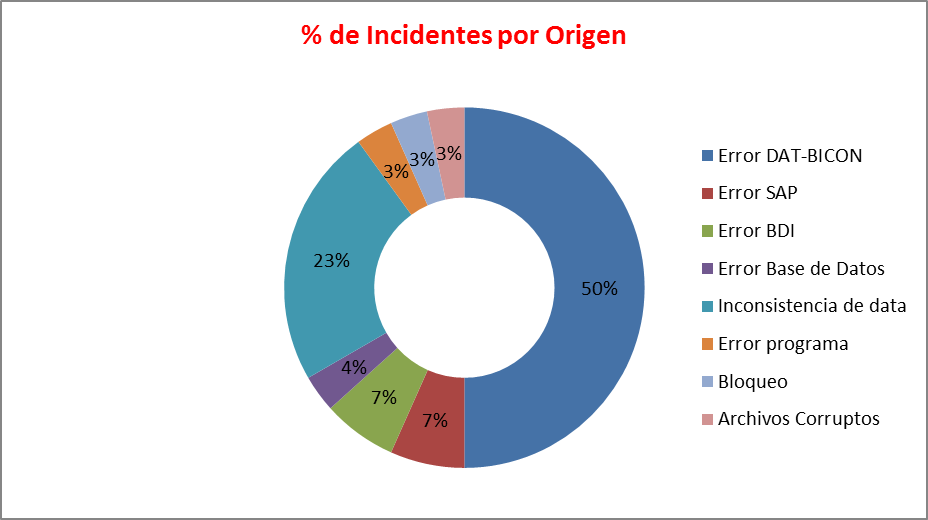 % de Incidentes por Origen
50%
7%
7%
4%
23%
3%
3%
3%
Error DAT-BICON
Error SAP
Error BDI
Error Base de Datos
Inconsistencia de data
Error programa
Bloqueo
Archivos Corruptos